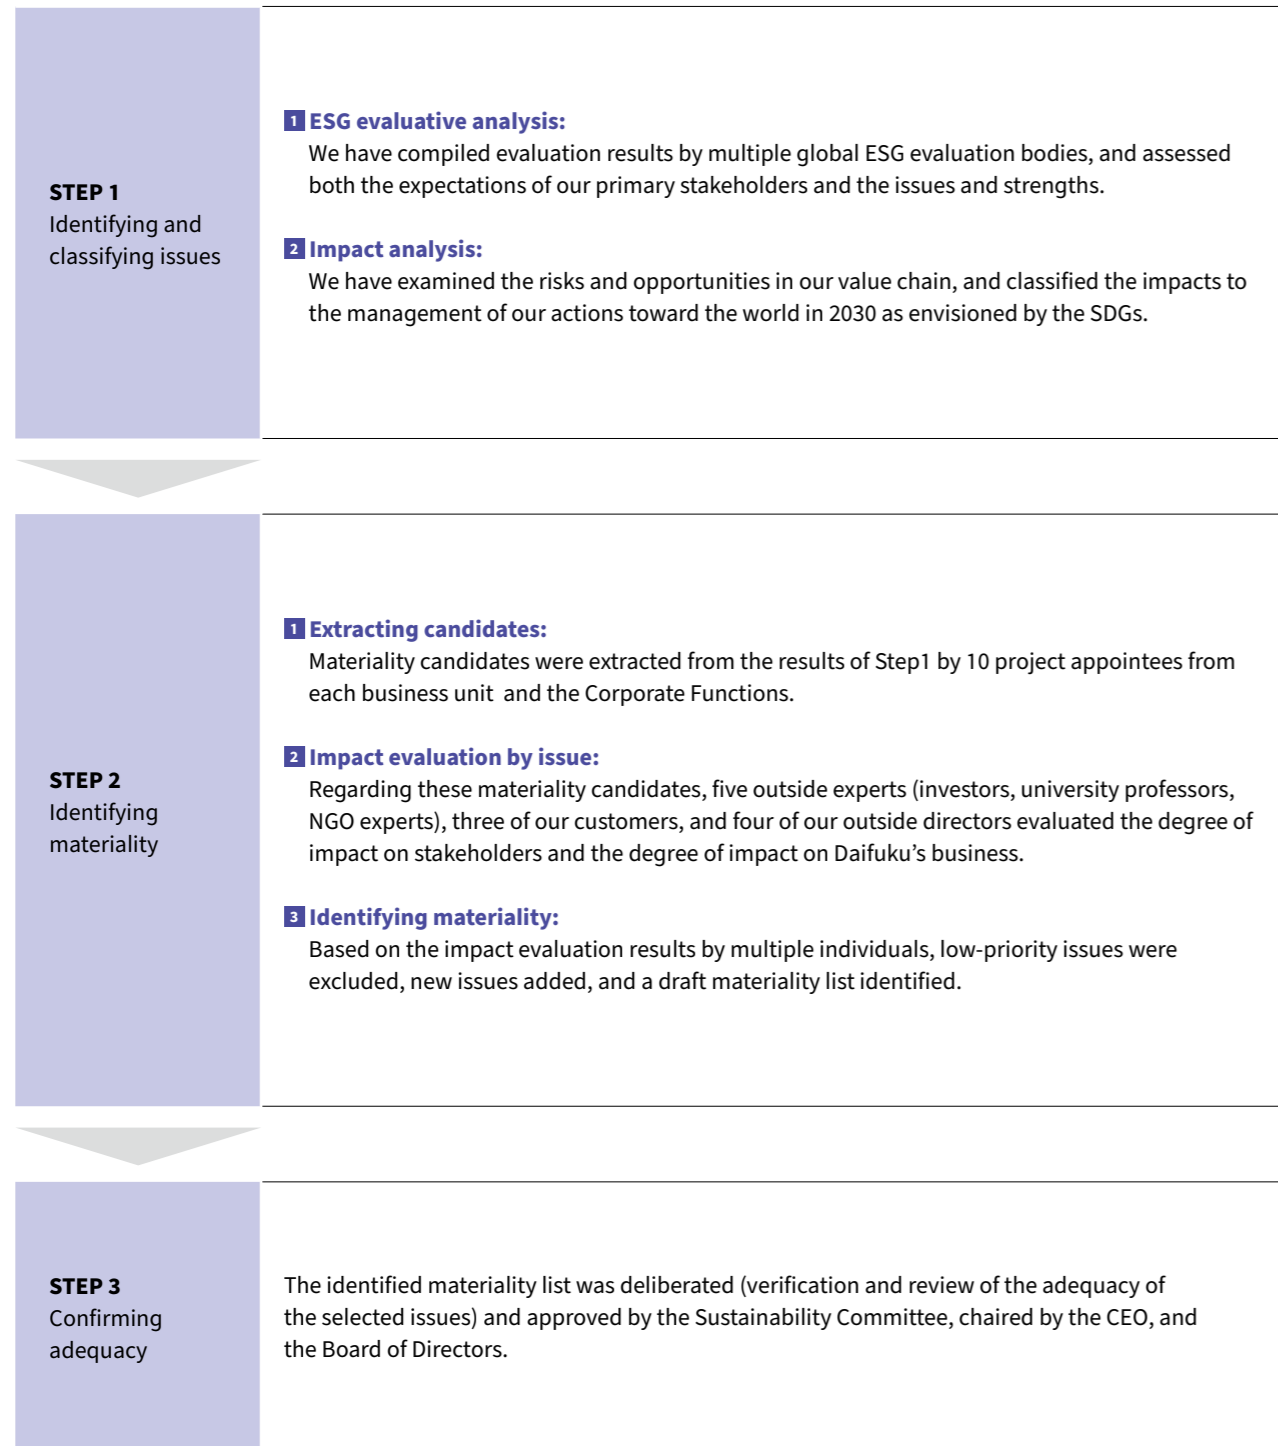 STEP 1
Identifying and
classifying issues
1 ESG evaluative analysis:
We have compiled evaluation results by multiple global ESG evaluation bodies, and assessed
both the expectations of our primary stakeholders and the issues and strengths.
2 Impact analysis:
We have examined the risks and opportunities in our value chain, and classified the impacts to
the management of our actions toward the world in 2030 as envisioned by the SDGs.
STEP 2
Identifying
materiality
1 Extracting candidates:
Materiality candidates were extracted from the results of Step1 by 10 project appointees from
each business unit and the Corporate Functions.
2 Impact evaluation by issue:
Regarding these materiality candidates, five outside experts (investors, university professors,
NGO experts), three of our customers, and four of our outside directors evaluated the degree of
impact on stakeholders and the degree of impact on Daifuku’s business.
3 Identifying materiality:
Based on the impact evaluation results by multiple individuals, low-priority issues were
excluded, new issues added, and a draft materiality list identified.
STEP 3
Confirming
adequacy
The identified materiality list was deliberated (verification and review of the adequacy of
the selected issues) and approved by the Sustainability Committee, chaired by the CEO, and
the Board of Directors.